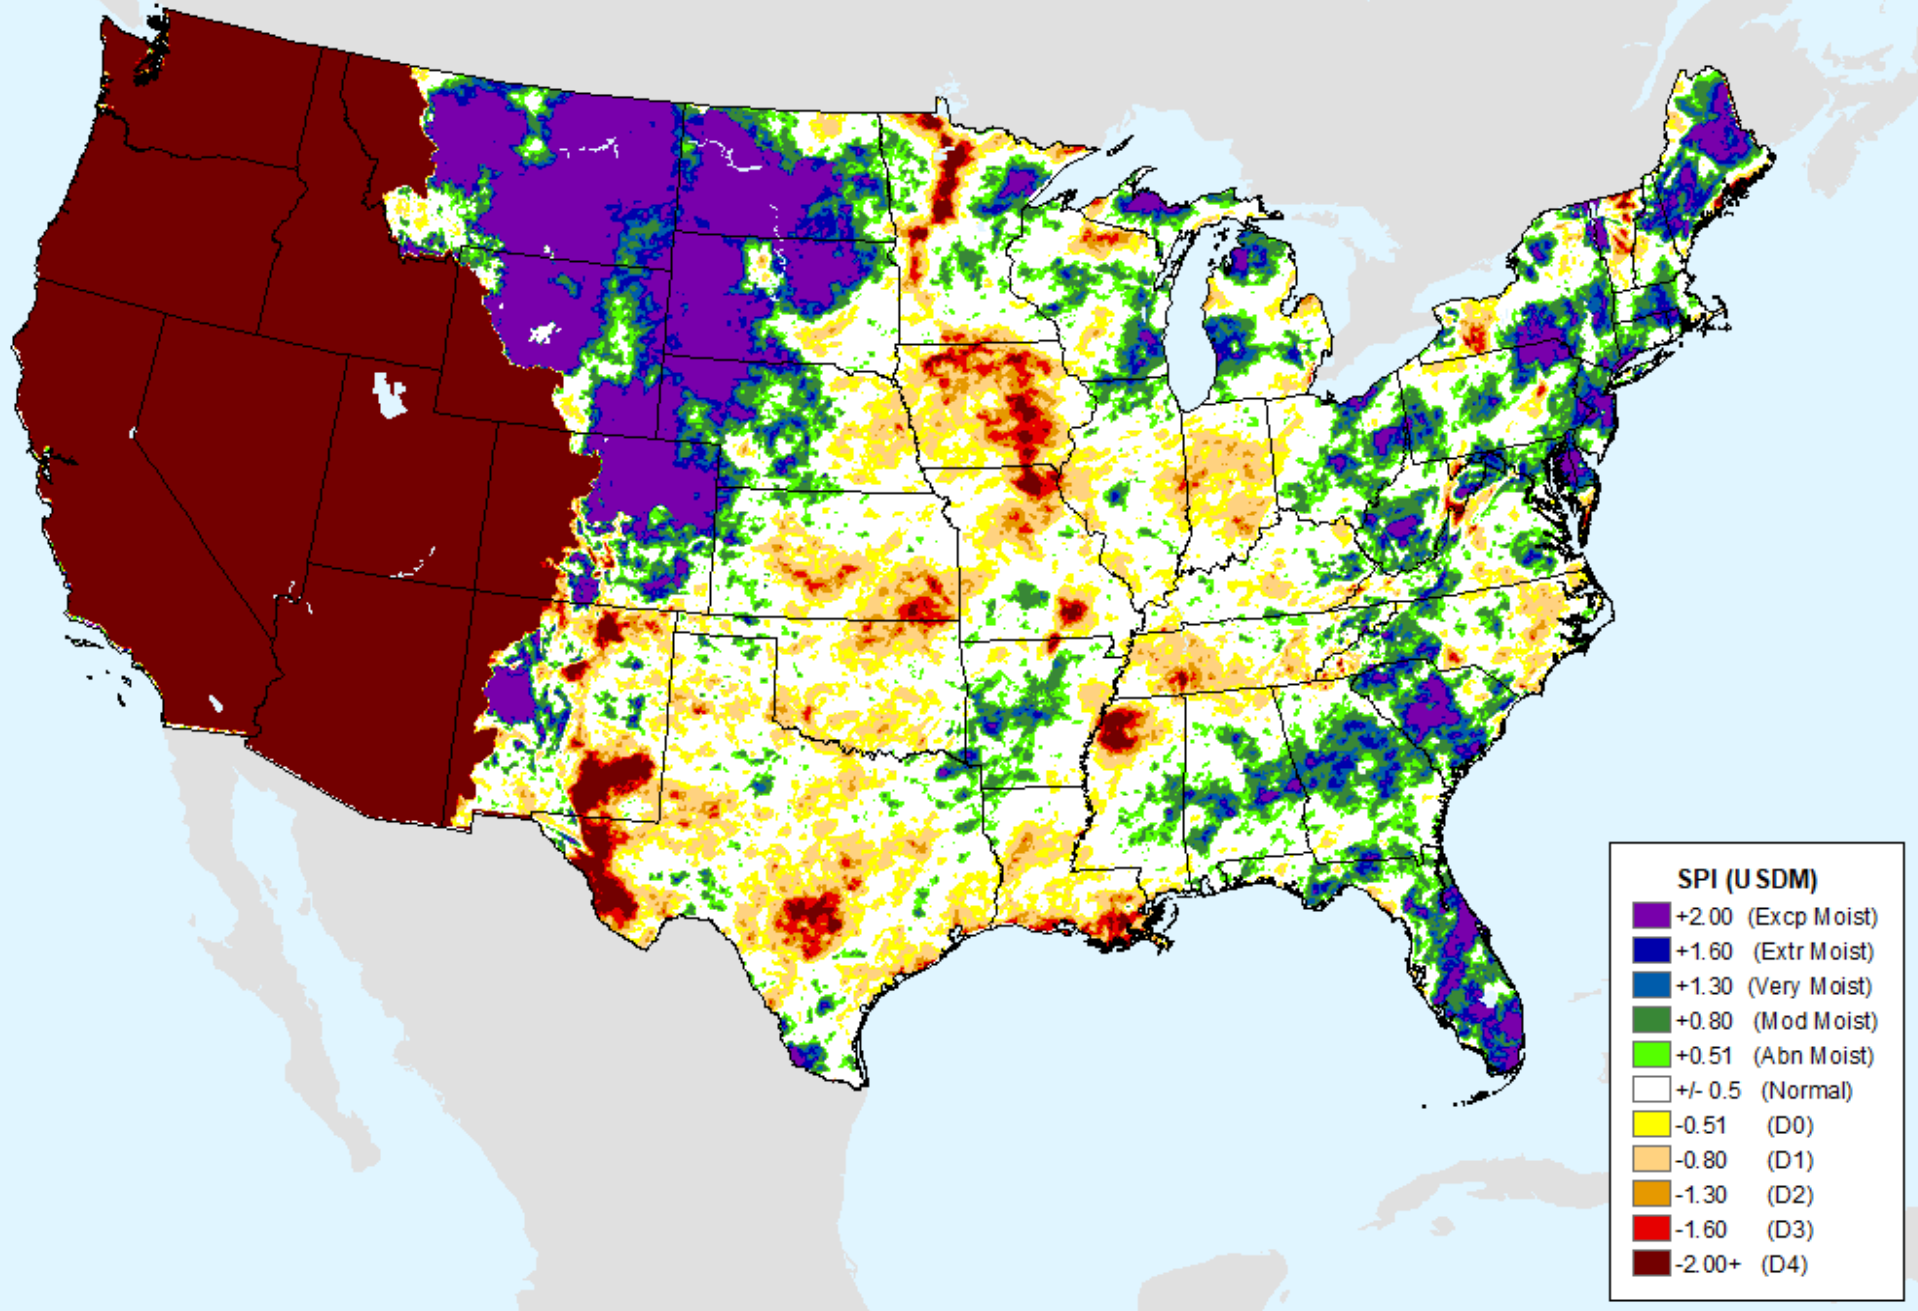 SPI (USDM)
+2.00 (Excp Moist)
+1.60 (Extr Moist)
+1.30 (Very Moist)
+0.80 (Mod Moist)
+0.51 (Abn Moist)
+/- 0.5 (Normal)
-0.51 (D0)
-0.80 (D1)
-1.30 (D2)
-1.60 (D3)
-2.00+ (D4)